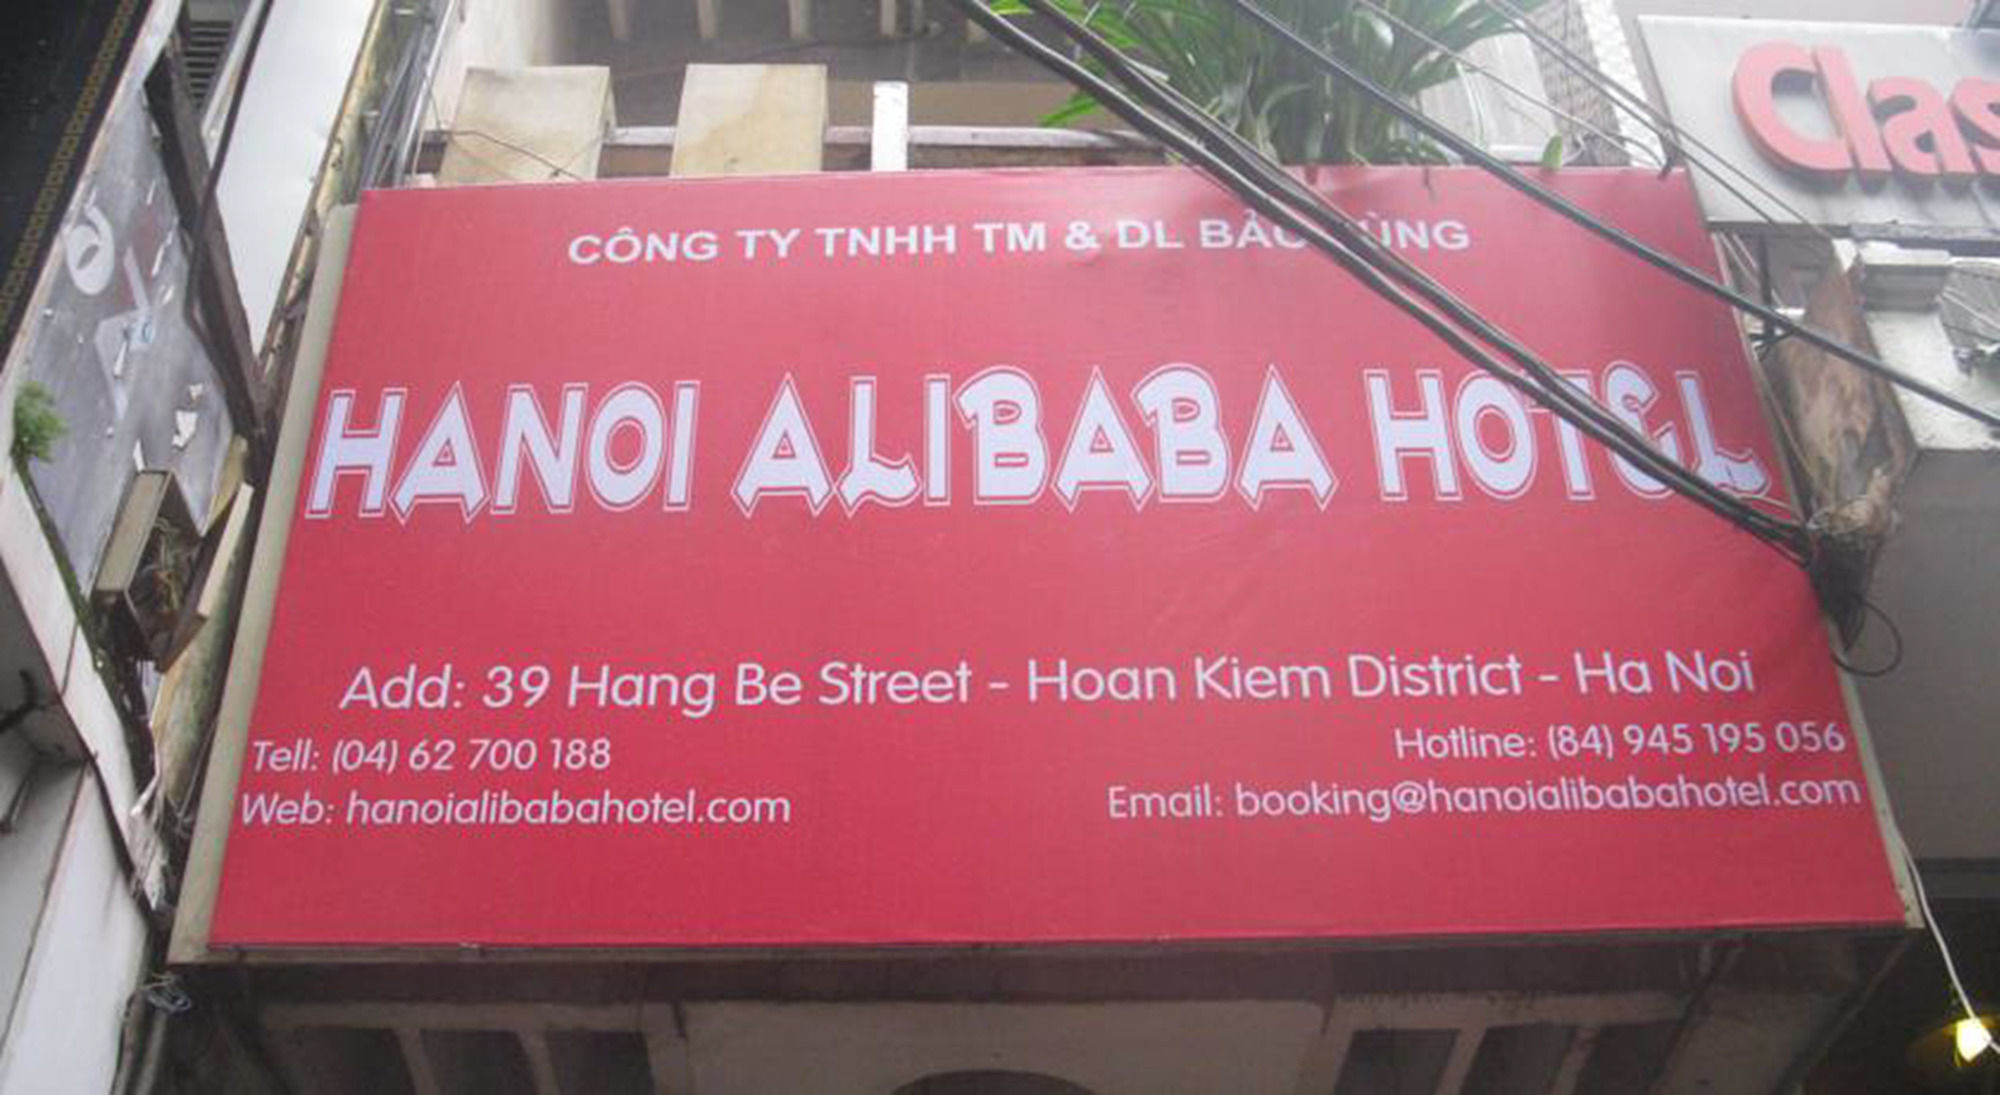 CÔNG TY TNHH TM & DL BẢO
HANOI ALIBABA HOTEL
Add: 39 Hang Be Street - Hoan Kiem District - Ha Noi
Tell: (04) 62 700 188
Hotline: (84) 945 195 056
Web: hanoialibabahotel.com
Email: booking@hanoialibabahotel.com